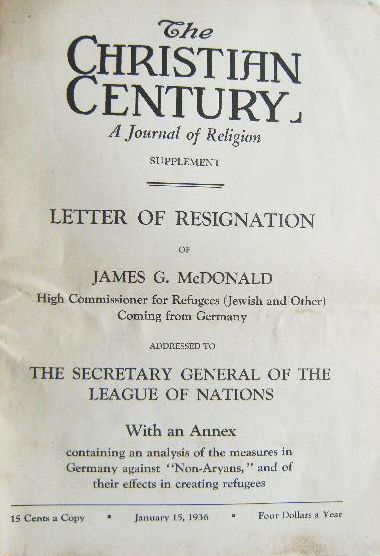 The
CHRISTIAN
CENTURY
A Journal of Religion
SUPPLEMENT
LETTER OF RESIGNATION
OF
JAMES G. McDONALD
High Commissioner for Refugees (Jewish and Other)
Coming from Germany
ADDRESSED TO
THE SECRETARY GENERAL OF THE
LEAGUE OF NATIONS
With an Annex
containing an analysis of the measures in
Germany against "Non-Aryans," and of
their effects in creating refugees
15 Cents a Copy • January 15, 1936 • Four Dollars a Year